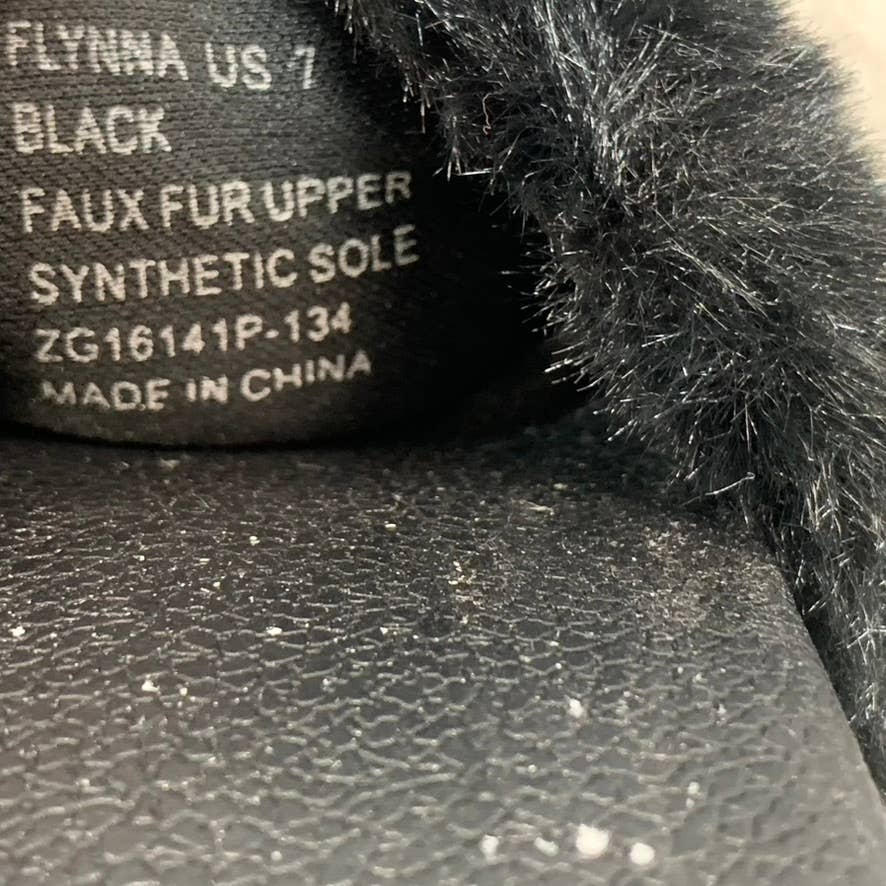 FLYNNA US 7
BLACK
FAUX FUR UPPER
SYNTHETIC SOLE
ZG16141P-134
MADE IN CHINA